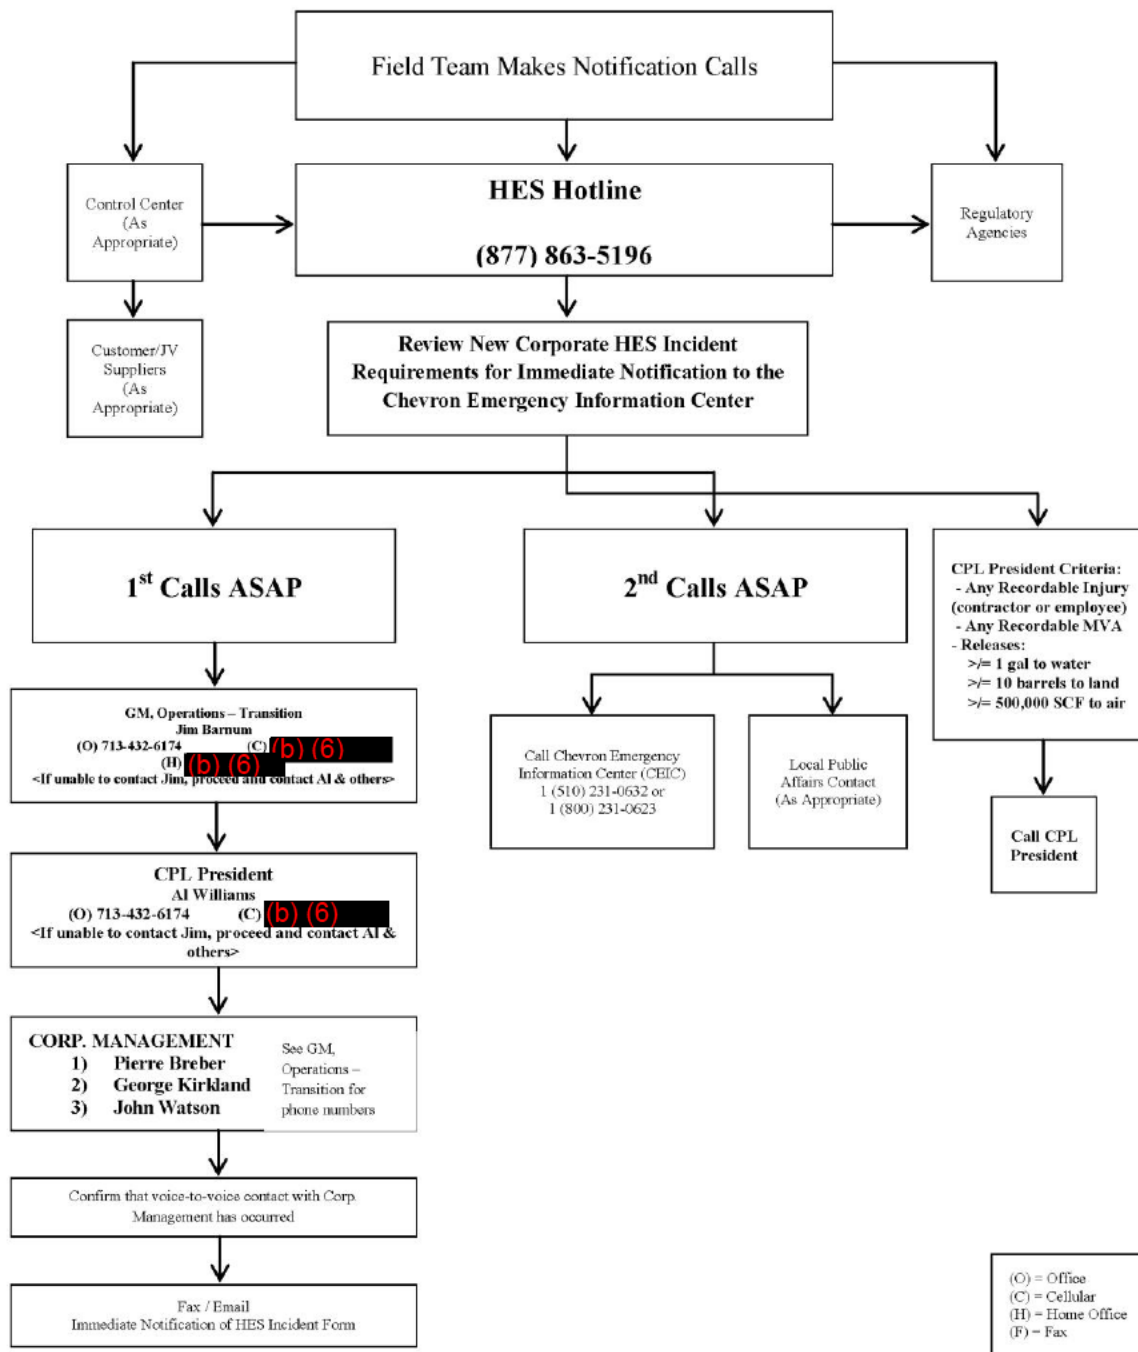 Field Team Makes Notification Calls
HES Hotline
(877) 863-5196
Control Center
(As
Appropriate)
Regulatory
Agencies
Customer/JV
Suppliers
(As
Appropriate)
Review New Corporate HES Incident
Requirements for Immediate Notification to the
Chevron Emergency Information Center
1st Calls ASAP
2nd Calls ASAP
CPL President Criteria:
- Any Recordable Injury
(contractor or employee)
- Any Recordable MVA
- Releases:
>/= 1 gal to water
>/= 10 barrels to land
>/= 500,000 SCF to air
GM, Operations – Transition
Jim Barnum
(O) 713-432-6174 (C) (b) (6)
(H) (b) (6)
<If unable to contact Jim, proceed and contact Al & others>
Call Chevron Emergency
Information Center (CEIC)
1 (510) 231-0632 or
1 (800) 231-0623
Local Public
Affairs Contact
(As Appropriate)
Call CPL
President
CPL President
Al Williams
(O) 713-432-6174 (C) (b) (6)
<If unable to contact Jim, proceed and contact Al &
others>
CORP. MANAGEMENT
1) Pierre Breber
2) George Kirkland
3) John Watson
See GM,
Operations –
Transition for
phone numbers
Confirm that voice-to-voice contact with Corp.
Management has occurred
Fax / Email
Immediate Notification of HES Incident Form
(O) = Office
(C) = Cellular
(H) = Home Office
(F) = Fax